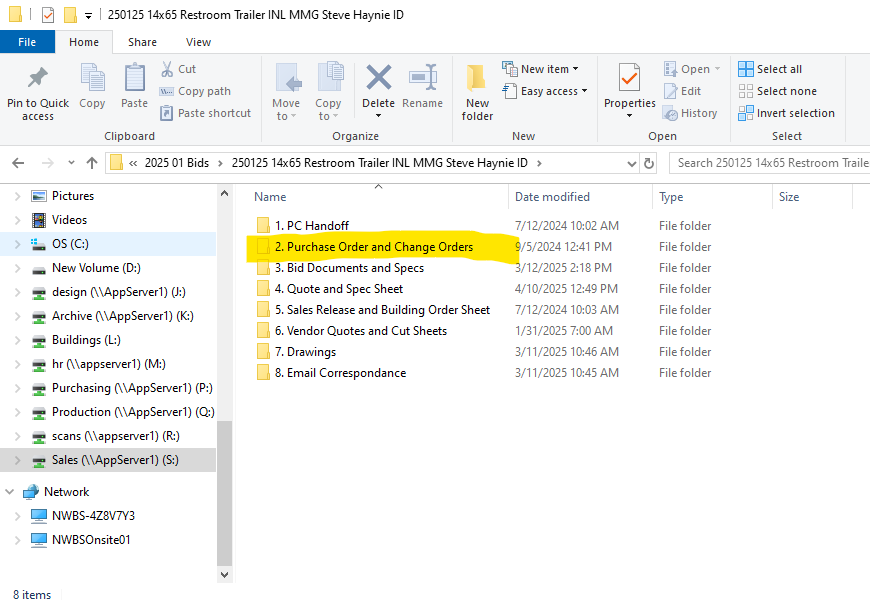 250125 14x65 Restroom Trailer INL MMG Steve Haynie ID
File Home Share View
Pin to Quick access
Copy
Paste
Cut
Copy path
Paste shortcut
Clipboard
Move to
Copy to
Delete
Rename
Organize
New folder
New item
Easy access
New
Properties
Open
Edit
History
Open
Select all
Select none
Invert selection
Select
« 2025 01 Bids > 250125 14x65 Restroom Trailer INL MMG Steve Haynie ID >
Search 250125 14x65 Restroom Traile
Pictures
Videos
OS (C:)
New Volume (D:)
design (\\AppServer1) (J:)
Archive (\\AppServer1) (K:)
Buildings (L:)
hr (\\appserver1) (M:)
Purchasing (\\AppServer1) (P:)
Production (\\AppServer1) (Q:)
scans (\\appserver1) (R:)
Sales (\\AppServer1) (S:)
Network
NWBS-4Z8V7Y3
NWBSOnsite01
Name Date modified Type Size
1. PC Handoff 7/12/2024 10:02 AM File folder
2. Purchase Order and Change Orders 9/5/2024 12:41 PM File folder
3. Bid Documents and Specs 3/12/2025 2:18 PM File folder
4. Quote and Spec Sheet 4/10/2025 12:49 PM File folder
5. Sales Release and Building Order Sheet 7/12/2024 10:03 AM File folder
6. Vendor Quotes and Cut Sheets 1/31/2025 7:00 AM File folder
7. Drawings 3/11/2025 10:46 AM File folder
8. Email Correspondance 3/11/2025 10:45 AM File folder
8 items